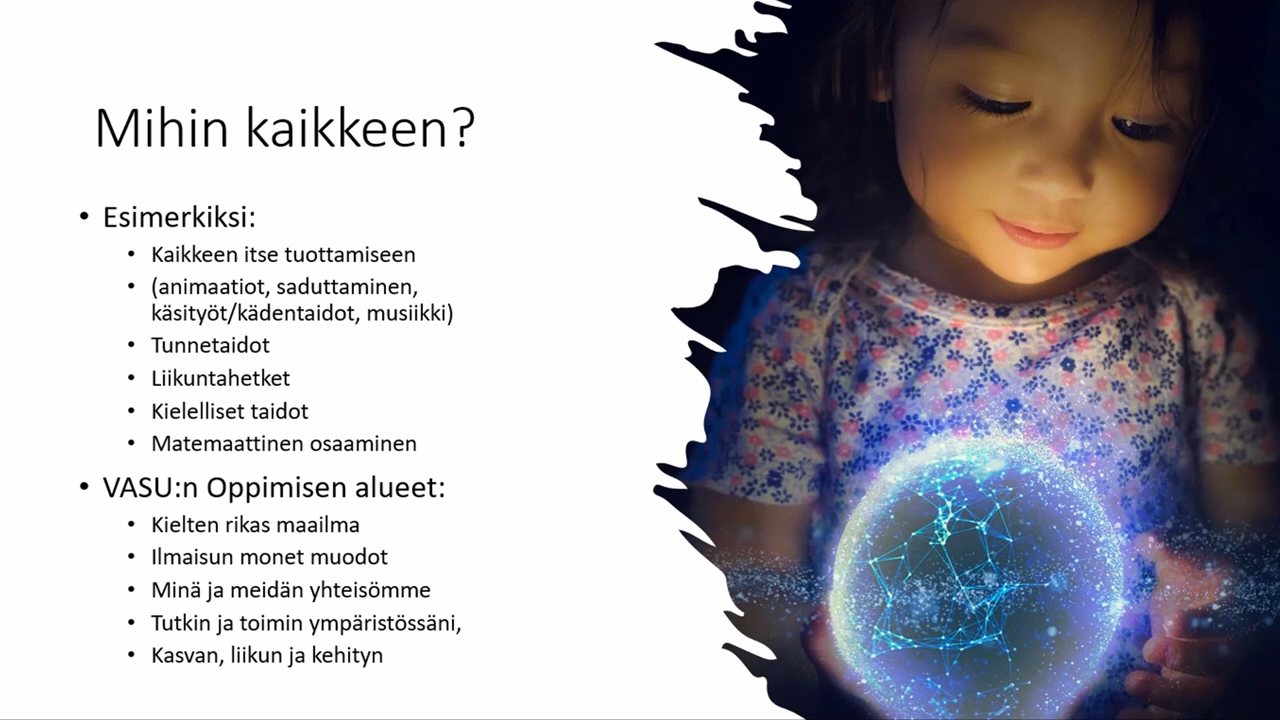 Mihin kaikkeen?
• Esimerkiksi:
• Kaikkeen itse tuottamiseen
• (animaatiot, saduttaminen,
käsityöt/kädentaidot, musiikki)
• Tunnetaidot
• Liikuntahetket
• Kielelliset taidot
• Matemaattinen osaaminen
• VASU:n Oppimisen alueet:
• Kielten rikas maailma
• Ilmaisun monet muodot
• Minä ja meidän yhteisömme
• Tutkin ja toimin ympäristössäni,
• Kasvan, liikun ja kehityn